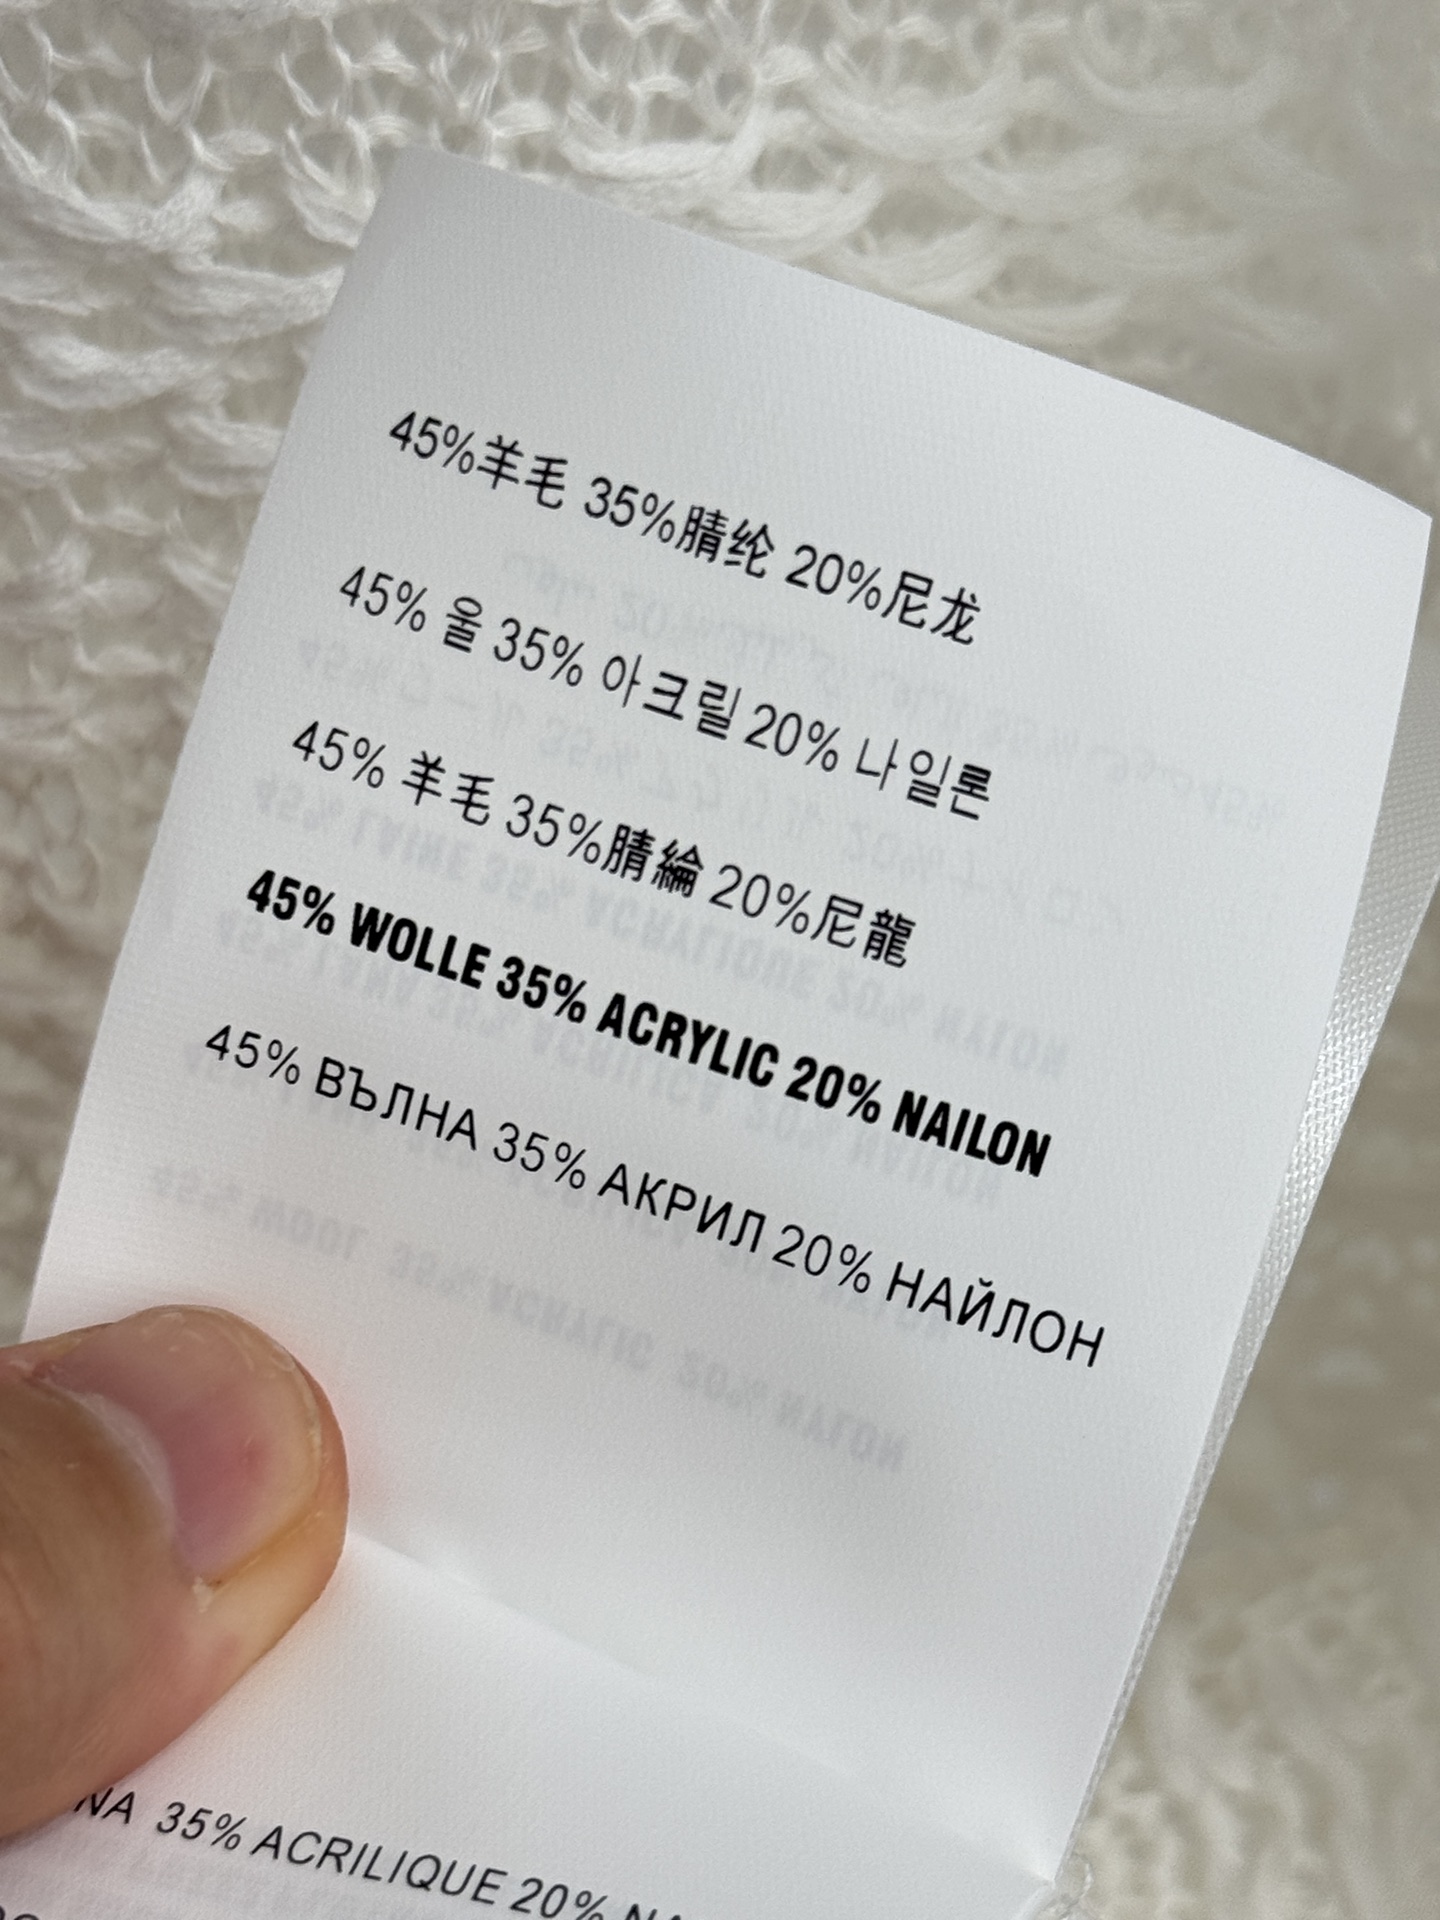 45%羊毛 35%腈纶 20%尼龙
45% 울 35% 아크릴 20% 나일론
45% 羊毛 35%腈綸 20%尼龍
45% WOLLE 35% ACRYLIC 20% NAILON
45% ВЪЛНА 35% АКРИЛ 20% НАЙЛОН
35% ACRILIQUE 20%